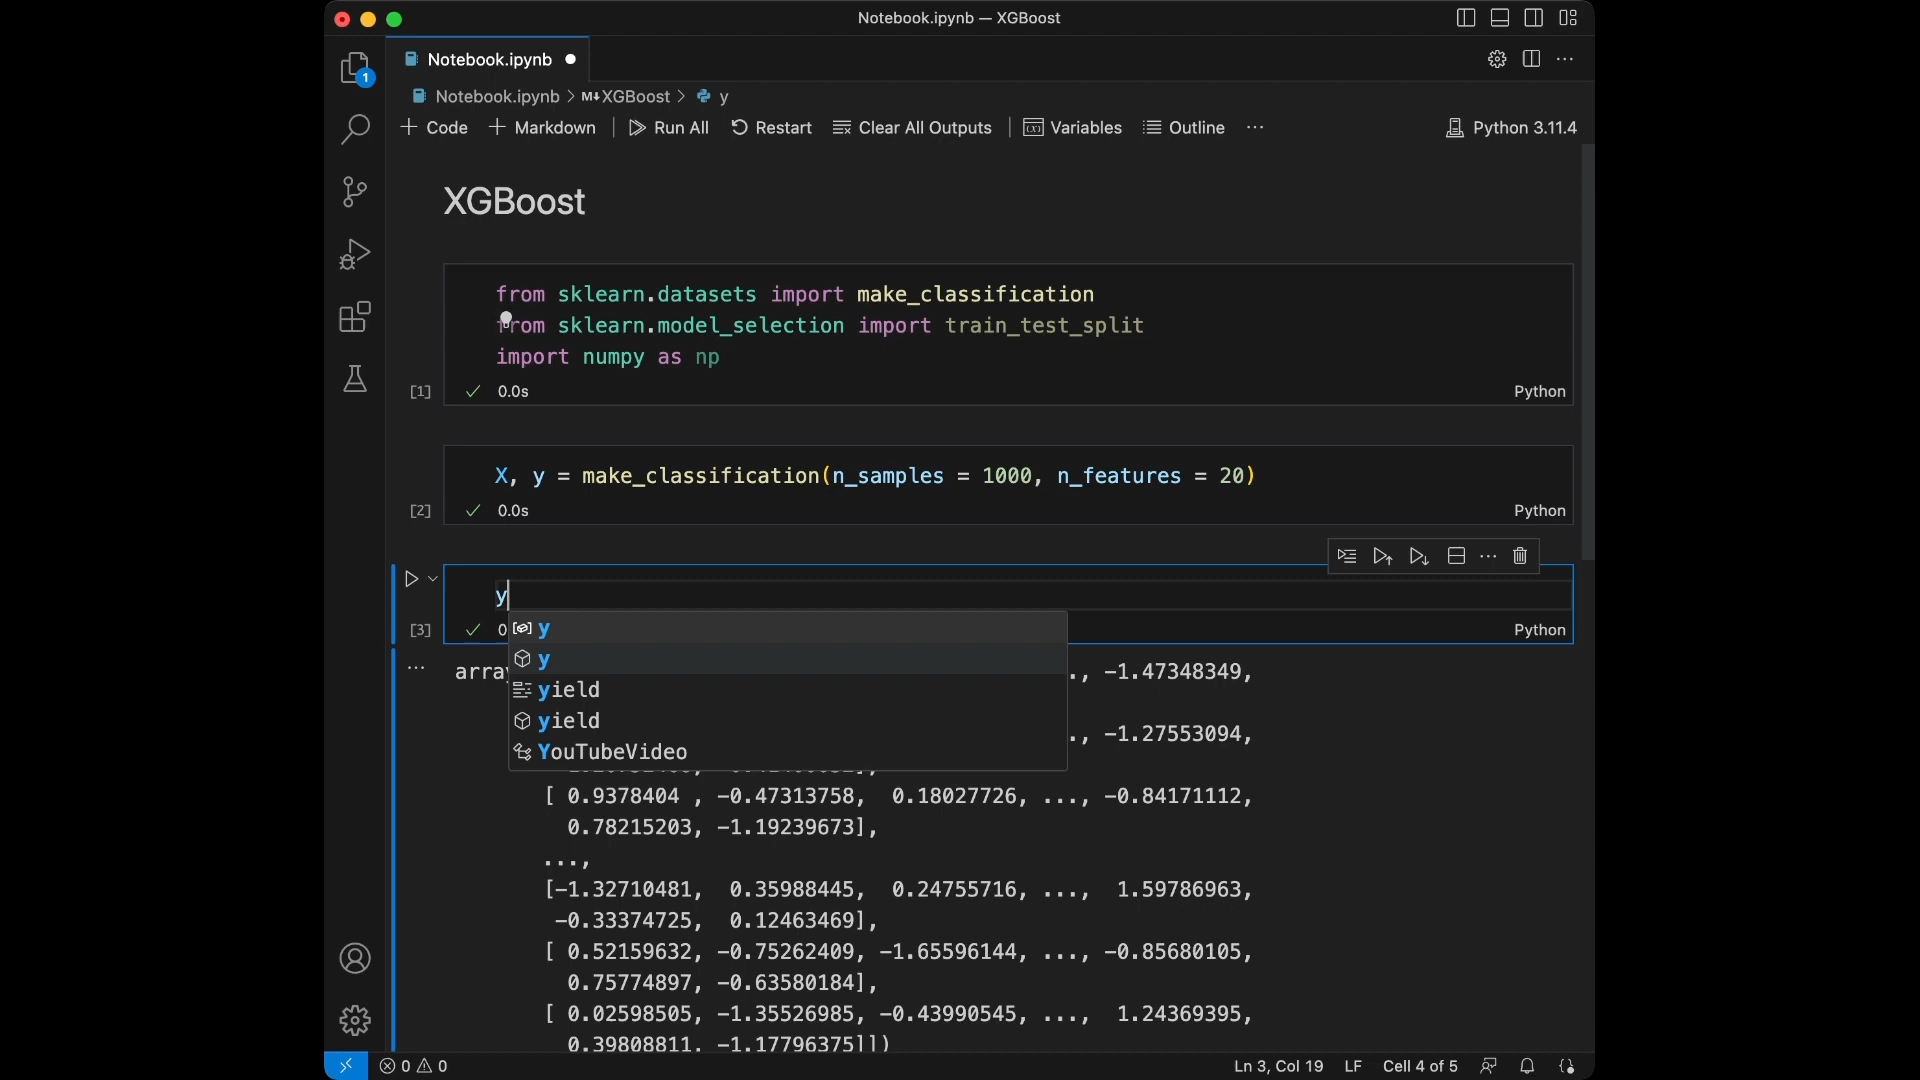 Notebook.ipynb — XGBoost
Notebook.ipynb
1
Notebook.ipynb > M↓XGBoost > y
+ Code + Markdown Run All Restart Clear All Outputs Variables Outline ... Python 3.11.4
XGBoost
from sklearn.datasets import make_classification
from sklearn.model_selection import train_test_split
import numpy as np
[1] ✓ 0.0s Python
X, y = make_classification(n_samples = 1000, n_features = 20)
[2] ✓ 0.0s Python
y
[3] ✓ 0 Python
y
y
yield
yield
YouTubeVideo
., -1.47348349,
., -1.27553094,
[ 0.9378404 , -0.47313758, 0.18027726, ..., -0.84171112,
0.78215203, -1.19239673],
...,
[-1.32710481, 0.35988445, 0.24755716, ..., 1.59786963,
-0.33374725, 0.12463469],
[ 0.52159632, -0.75262409, -1.65596144, ..., -0.85680105,
0.75774897, -0.63580184],
[ 0.02598505, -1.35526985, -0.43990545, ..., 1.24369395,
0.39808811, -1.17796375]])
0 0 Ln 3, Col 19 LF Cell 4 of 5